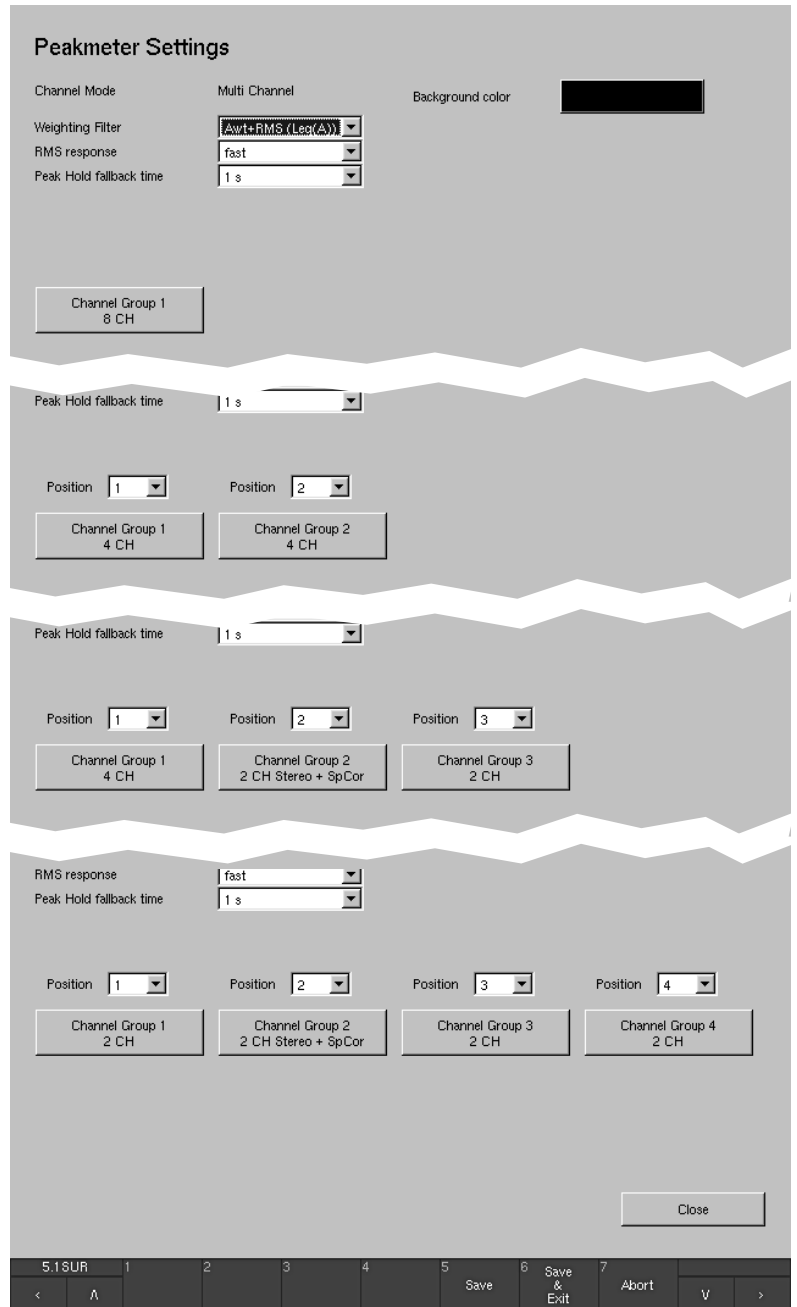 Peakmeter Settings
Channel Mode Multi Channel Background color
Weighting Filter Awt+RMS (Leq(A))
RMS response fast
Peak Hold fallback time 1 s
Channel Group 1
8 CH
Peak Hold fallback time 1 s
Position 1 Position 2
Channel Group 1 Channel Group 2
4 CH 4 CH
Peak Hold fallback time 1 s
Position 1 Position 2 Position 3
Channel Group 1 Channel Group 2 Channel Group 3
4 CH 2 CH Stereo + SpCor 2 CH
RMS response fast
Peak Hold fallback time 1 s
Position 1 Position 2 Position 3 Position 4
Channel Group 1 Channel Group 2 Channel Group 3 Channel Group 4
2 CH 2 CH Stereo + SpCor 2 CH 2 CH
Close
5.1SUR 1 2 3 4 5 Save 6 Save & Exit 7 Abort
< Λ V >